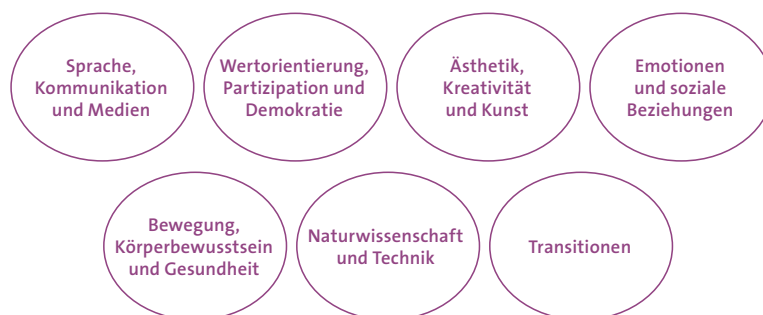 Sprache,
Kommunikation
und Medien
Wertorientierung,
Partizipation und
Demokratie
Ästhetik,
Kreativität
und Kunst
Emotionen
und soziale
Beziehungen
Bewegung,
Körperbewusstsein
und Gesundheit
Naturwissenschaft
und Technik
Transitionen